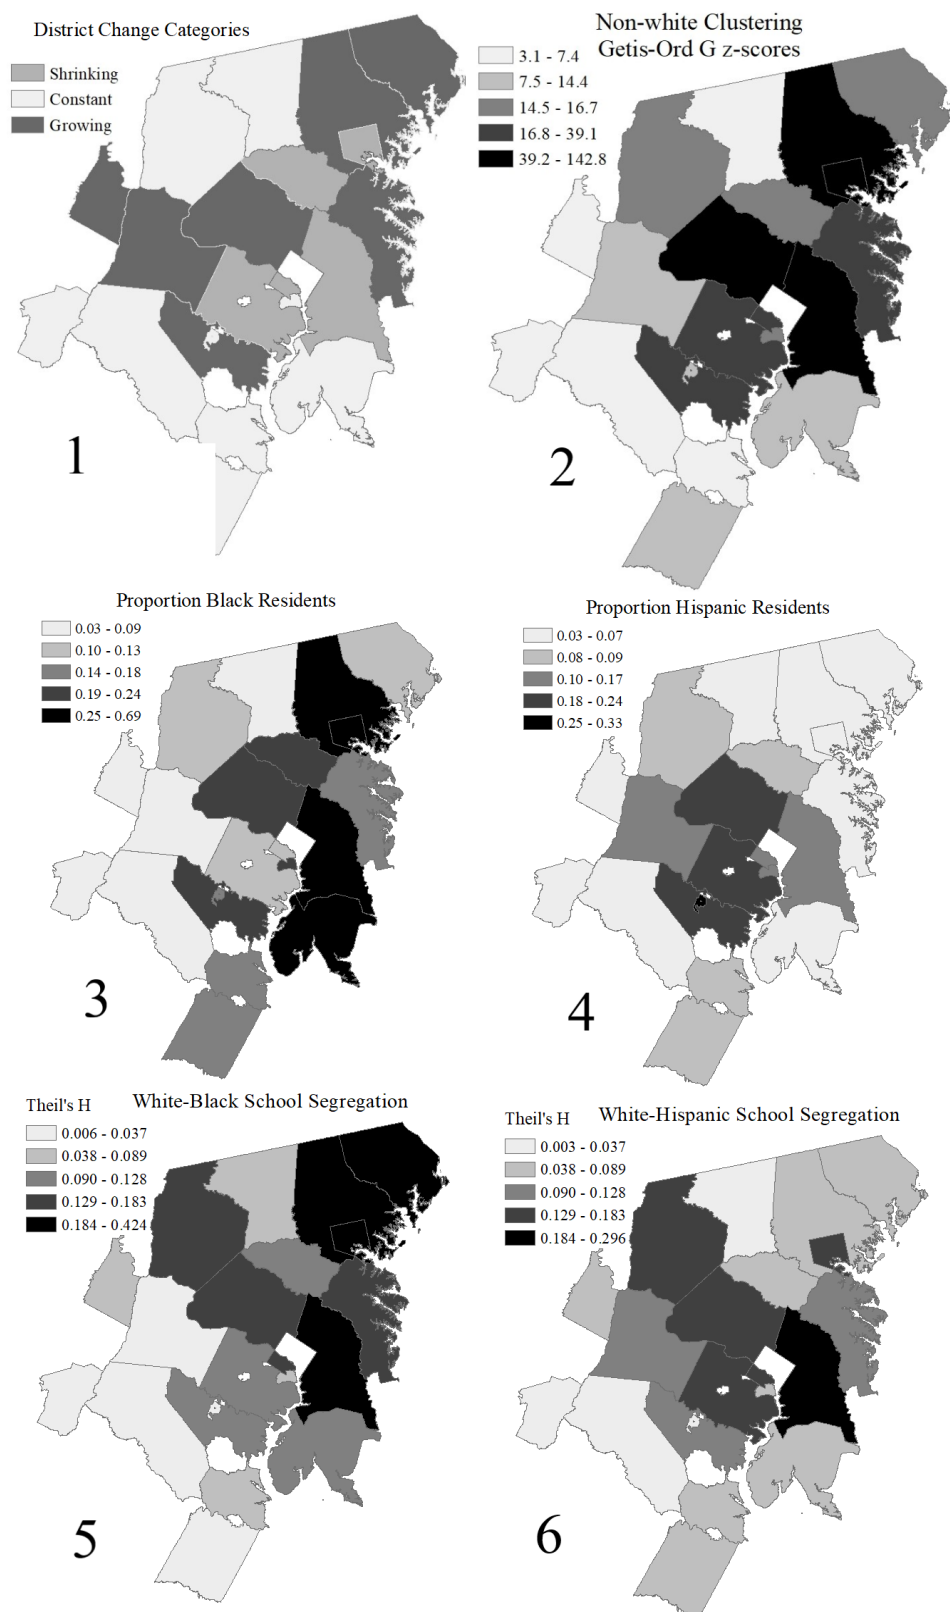 District Change Categories
Shrinking
Constant
Growing
1
Non-white Clustering
Getis-Ord G z-scores
3.1 - 7.4
7.5 - 14.4
14.5 - 16.7
16.8 - 39.1
39.2 - 142.8
2
Proportion Black Residents
0.03 - 0.09
0.10 - 0.13
0.14 - 0.18
0.19 - 0.24
0.25 - 0.69
3
Proportion Hispanic Residents
0.03 - 0.07
0.08 - 0.09
0.10 - 0.17
0.18 - 0.24
0.25 - 0.33
4
Theil's H White-Black School Segregation
0.006 - 0.037
0.038 - 0.089
0.090 - 0.128
0.129 - 0.183
0.184 - 0.424
5
Theil's H White-Hispanic School Segregation
0.003 - 0.037
0.038 - 0.089
0.090 - 0.128
0.129 - 0.183
0.184 - 0.296
6